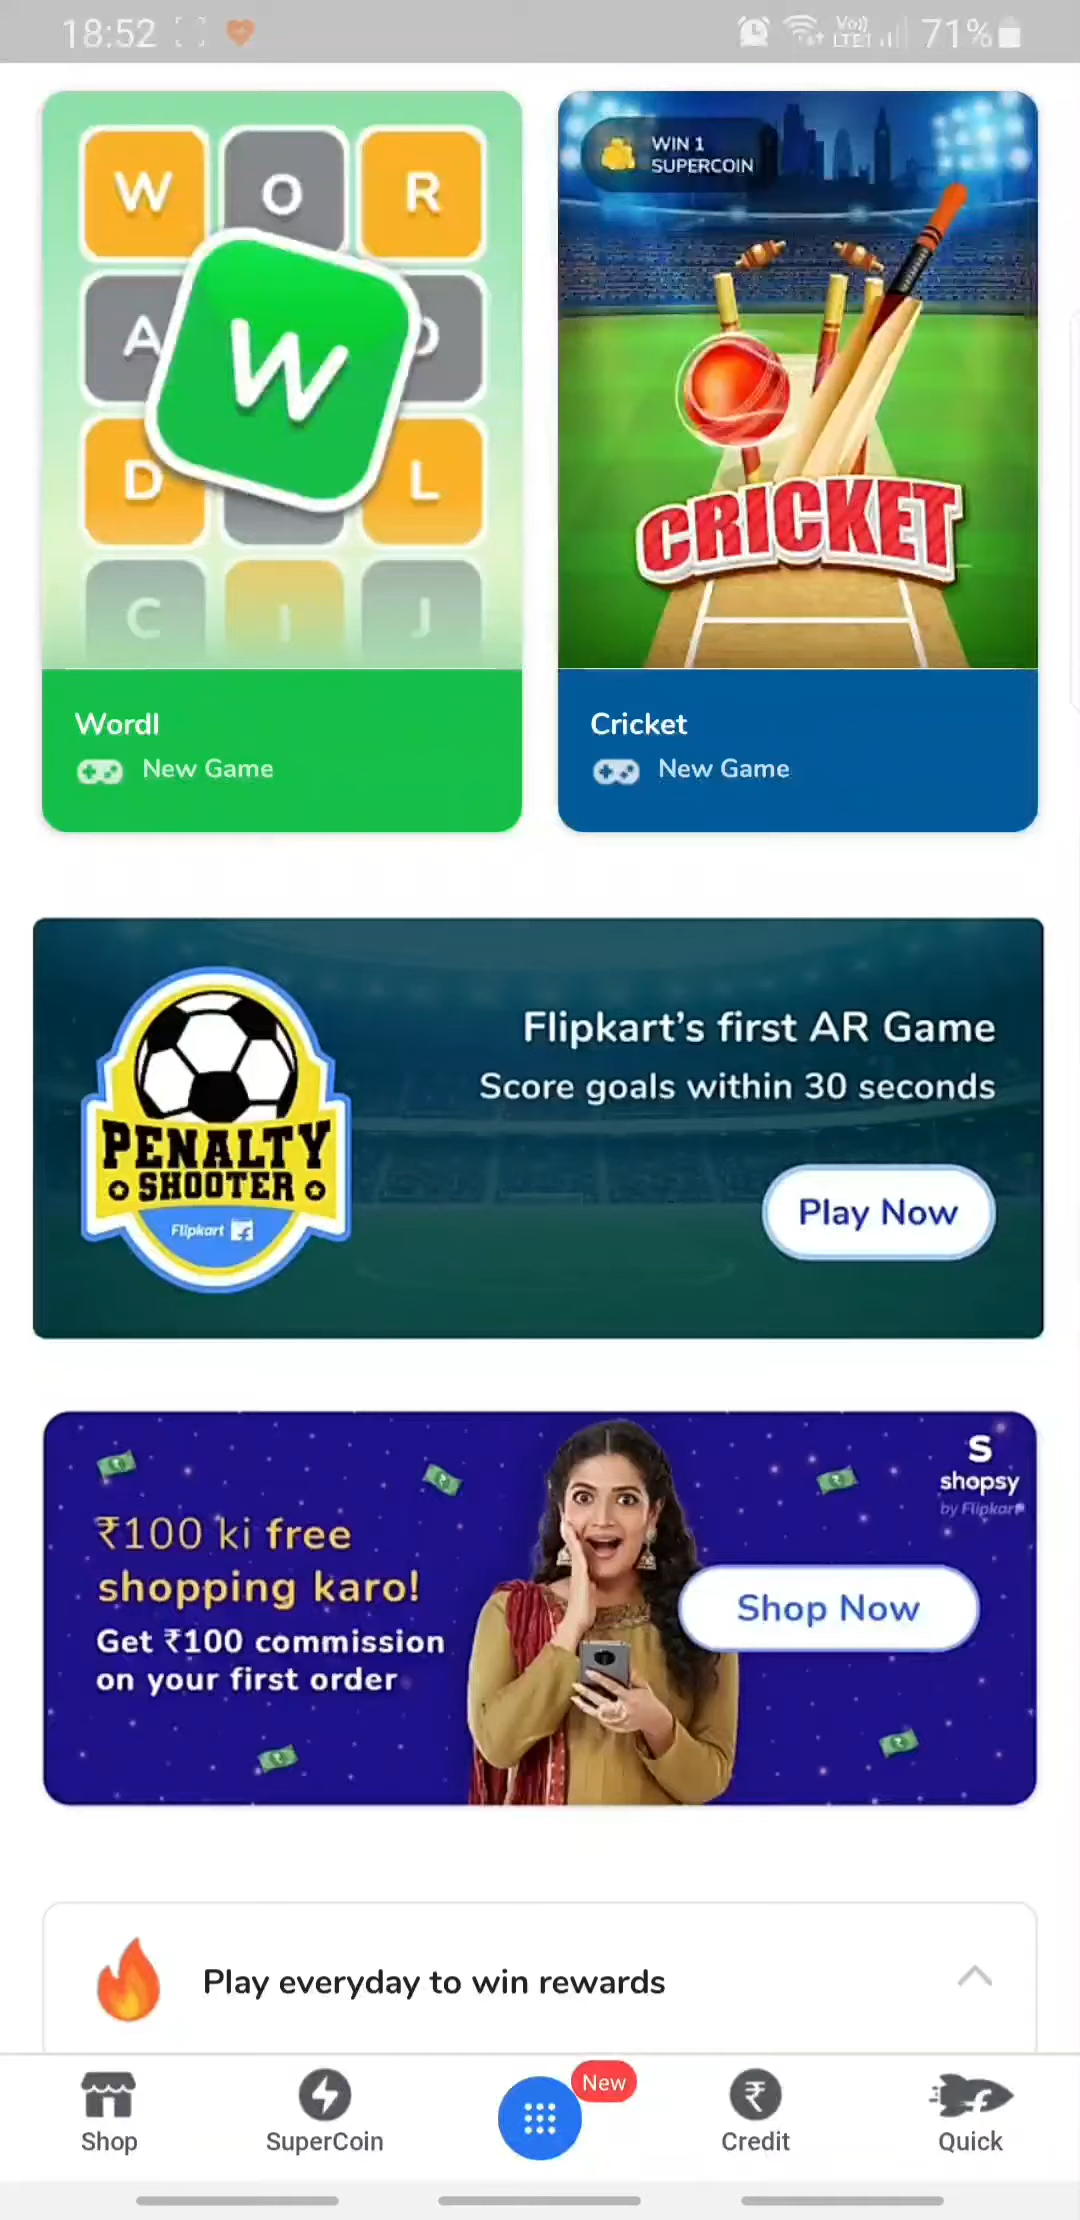 18:52
Vo))
LTE1
71%
W O R
A
W
D L
C I J
WIN 1
SUPERCOIN
CRICKET
Wordl
New Game
Cricket
New Game
PENALTY
SHOOTER
Flipkart
Flipkart's first AR Game
Score goals within 30 seconds
Play Now
S
shopsy
by Flipkart
₹100 ki free
shopping karo!
Get ₹100 commission
on your first order
Shop Now
Play everyday to win rewards
New
Shop
SuperCoin
Credit
Quick